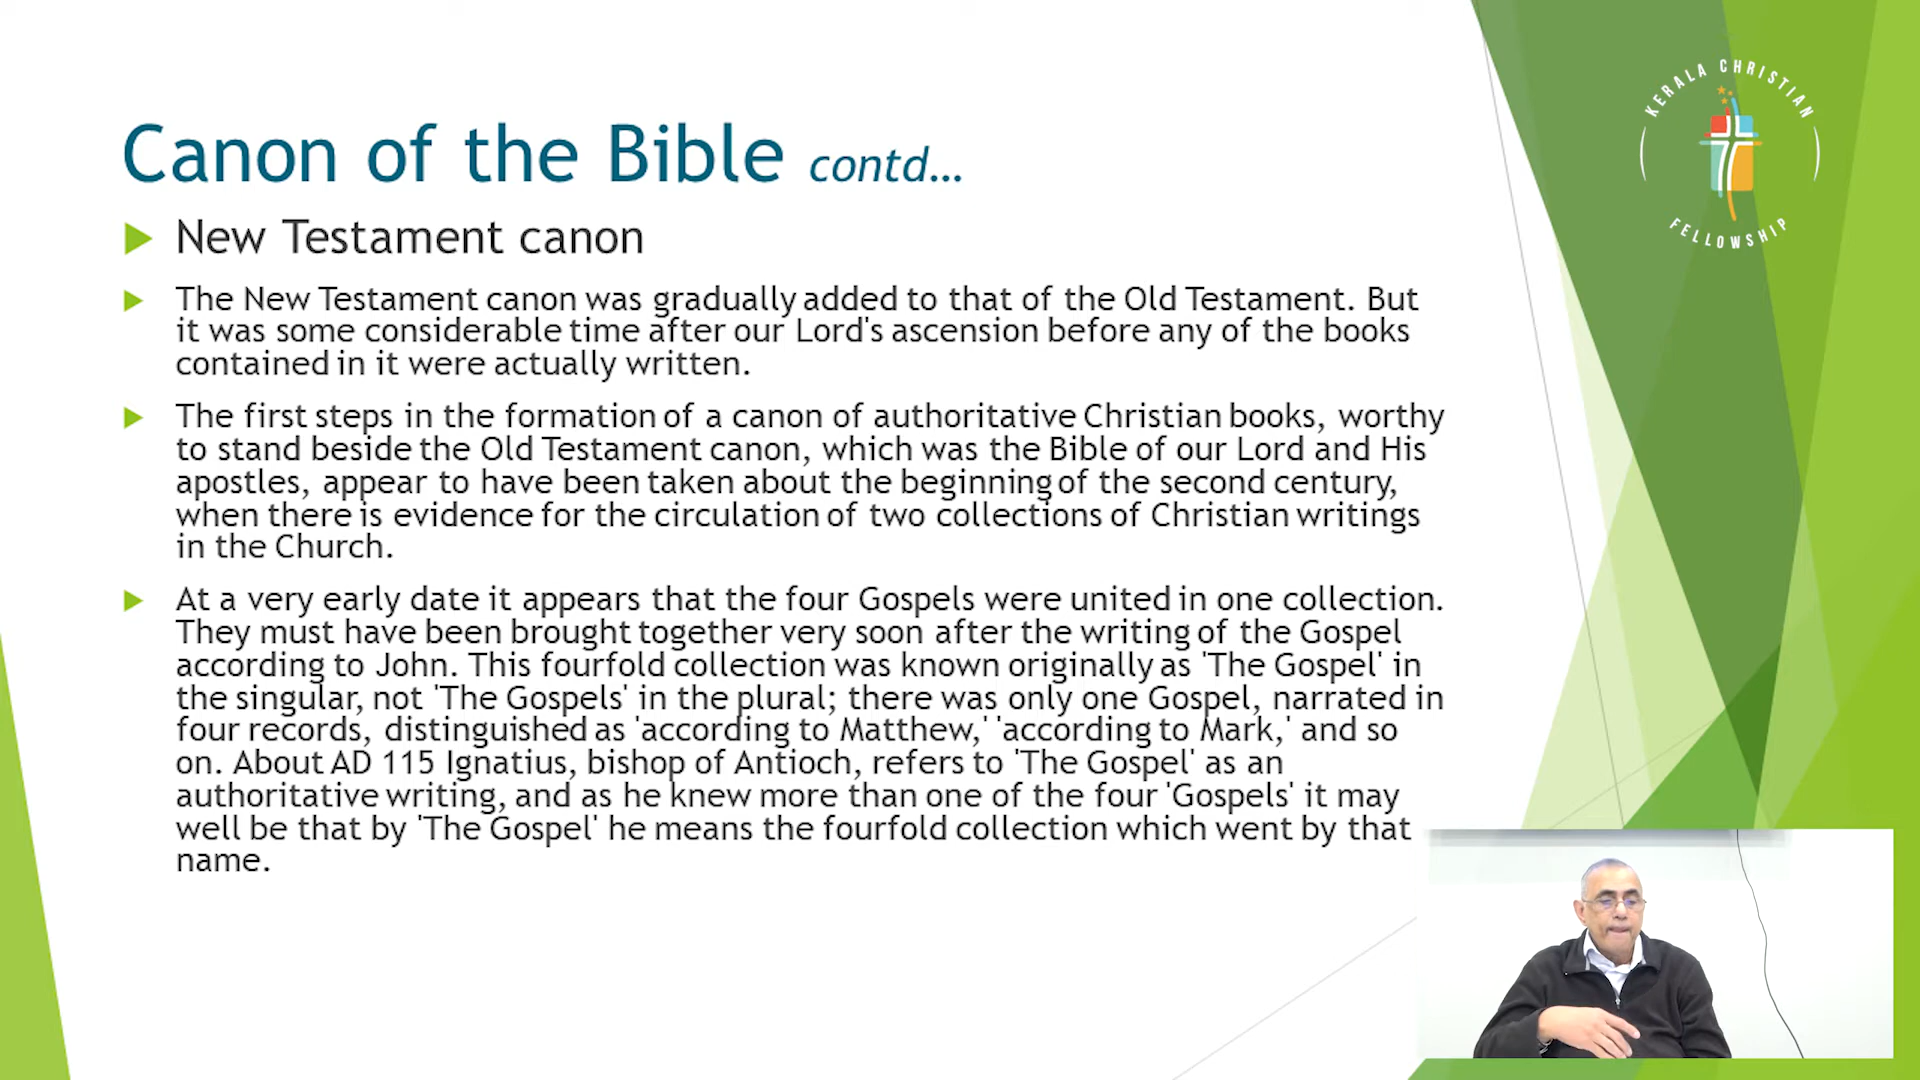 KERALA CHRISTIAN
FELLOWSHIP
Canon of the Bible contd...
New Testament canon
The New Testament canon was gradually added to that of the Old Testament. But
it was some considerable time after our Lord's ascension before any of the books
contained in it were actually written.
The first steps in the formation of a canon of authoritative Christian books, worthy
to stand beside the Old Testament canon, which was the Bible of our Lord and His
apostles, appear to have been taken about the beginning of the second century,
when there is evidence for the circulation of two collections of Christian writings
in the Church.
At a very early date it appears that the four Gospels were united in one collection.
They must have been brought together very soon after the writing of the Gospel
according to John. This fourfold collection was known originally as 'The Gospel' in
the singular, not 'The Gospels' in the plural; there was only one Gospel, narrated in
four records, distinguished as 'according to Matthew,' 'according to Mark,' and so
on. About AD 115 Ignatius, bishop of Antioch, refers to 'The Gospel' as an
authoritative writing, and as he knew more than one of the four 'Gospels' it may
well be that by 'The Gospel' he means the fourfold collection which went by that
name.